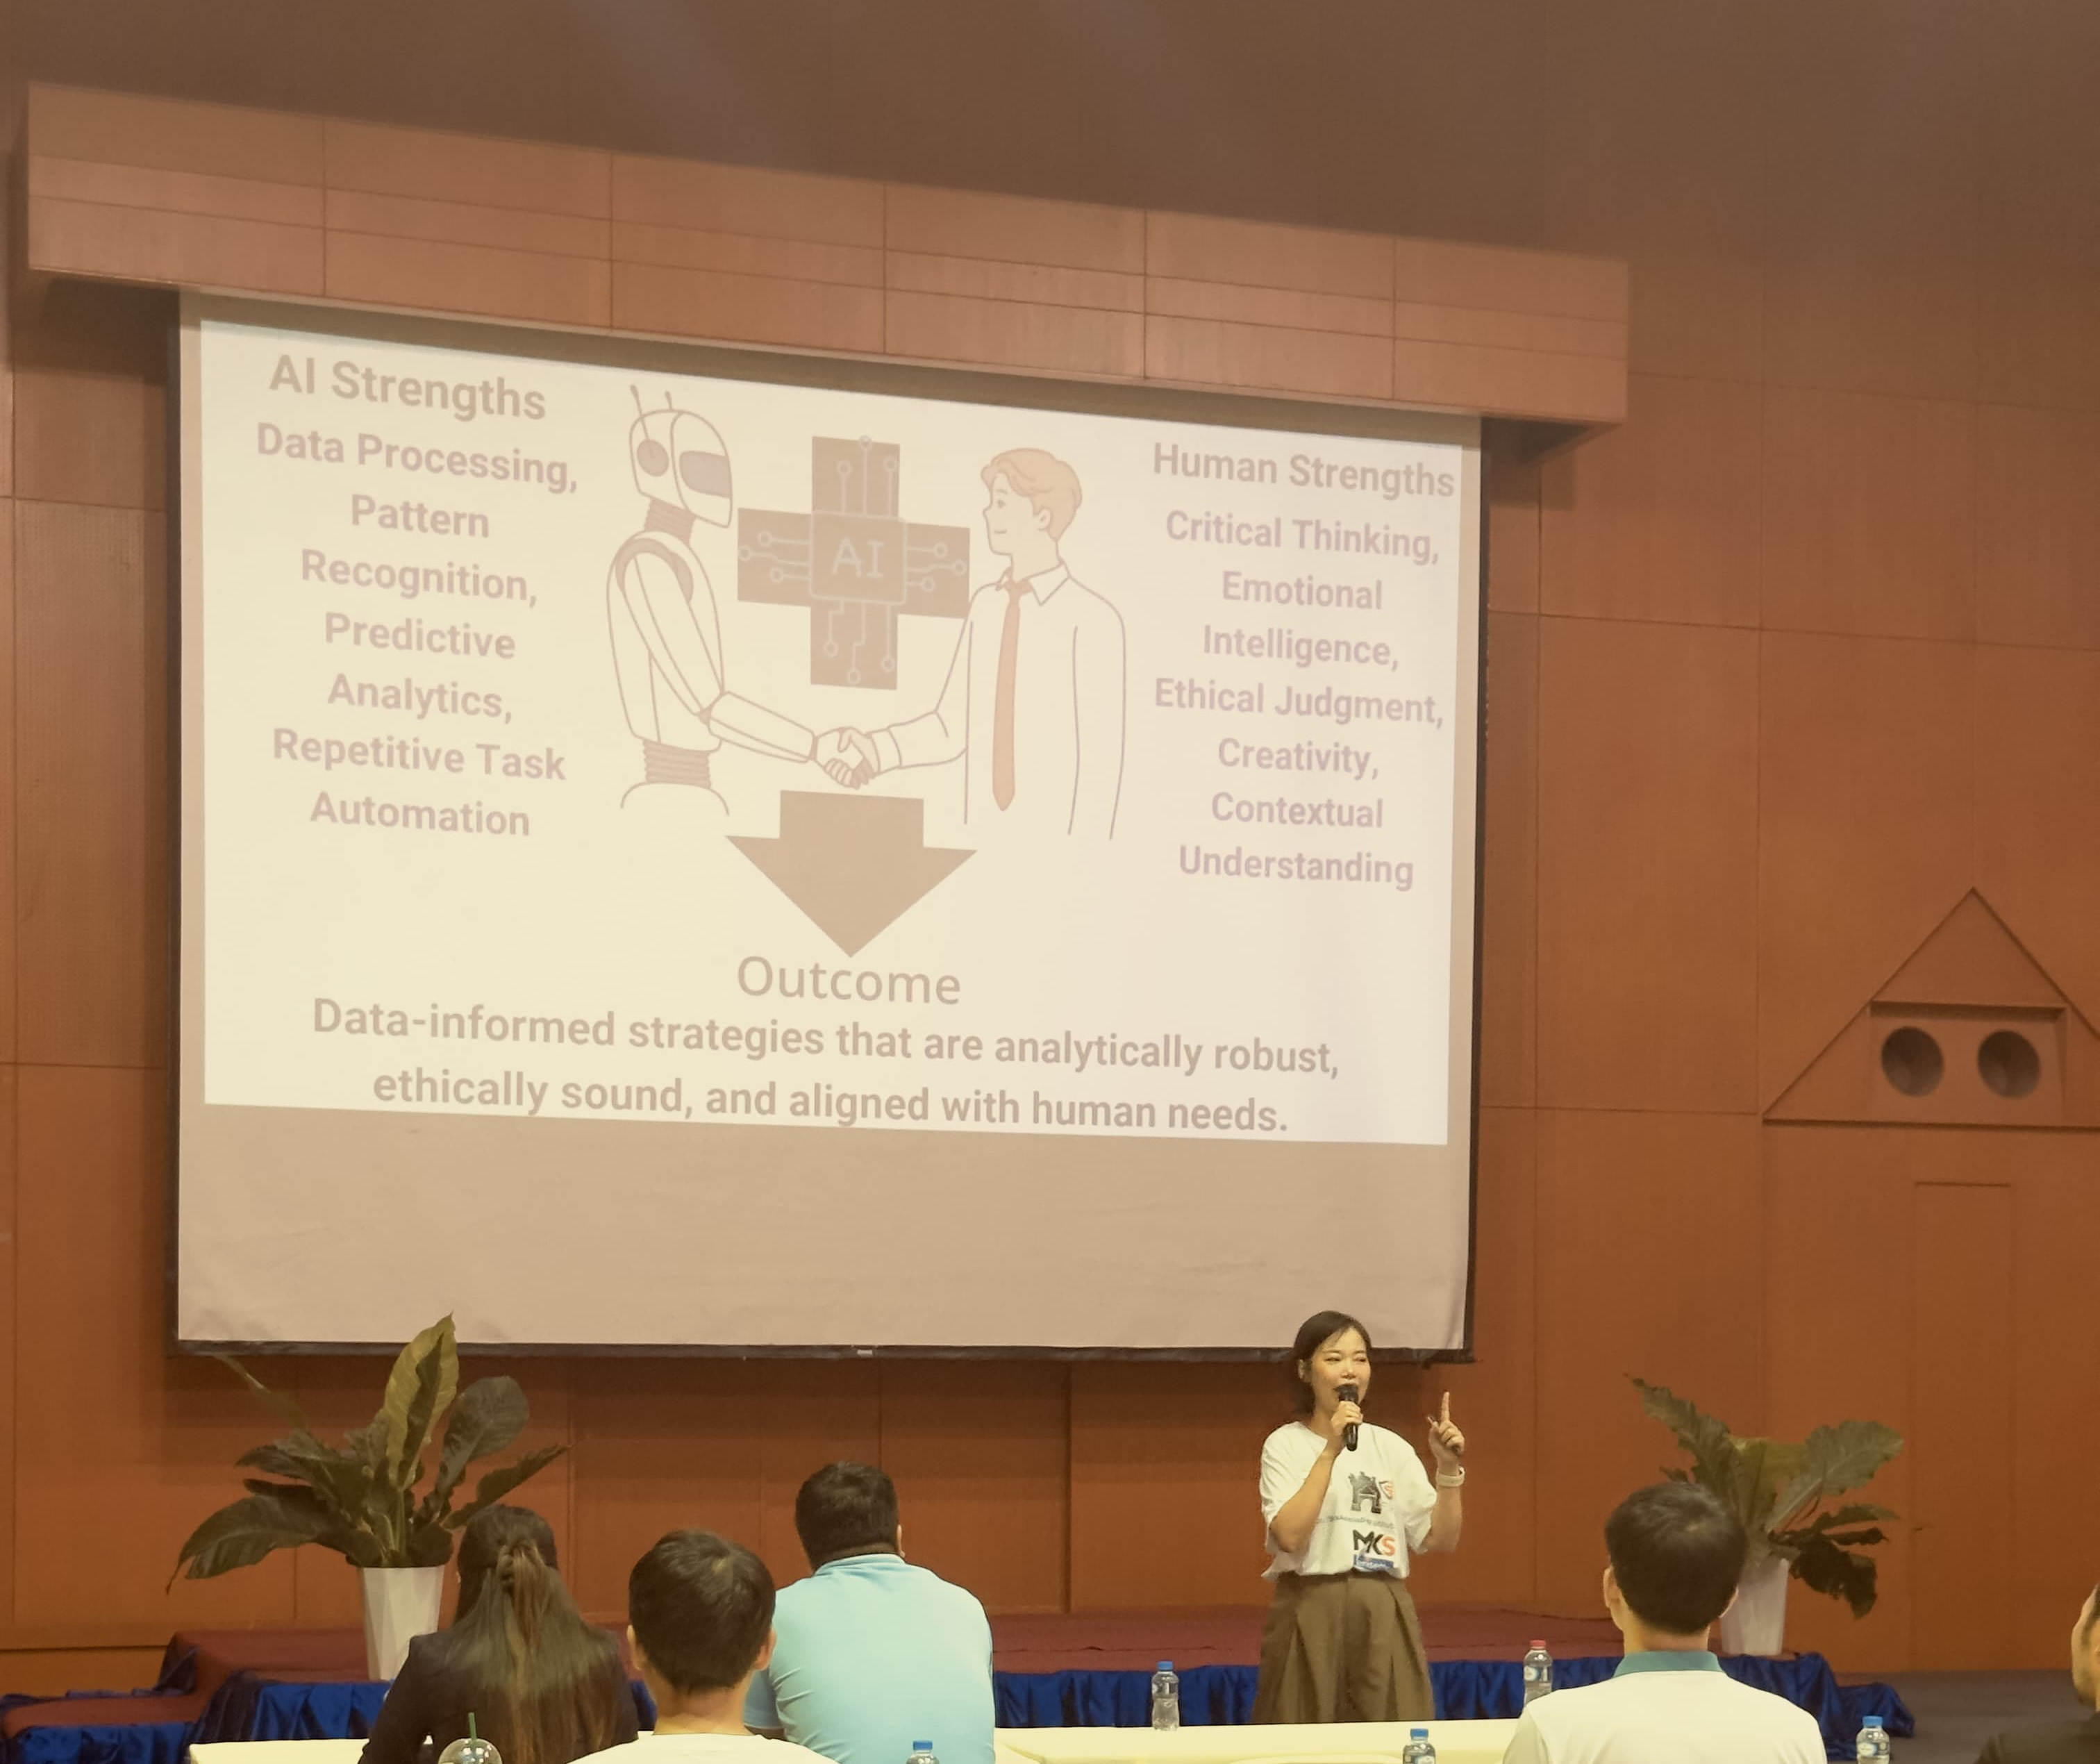 AI Strengths
Data Processing,
Pattern
Recognition,
Predictive
Analytics,
Repetitive Task
Automation
AI
Human Strengths
Critical Thinking,
Emotional
Intelligence,
Ethical Judgment,
Creativity,
Contextual
Understanding
Outcome
Data-informed strategies that are analytically robust,
ethically sound, and aligned with human needs.
MKS